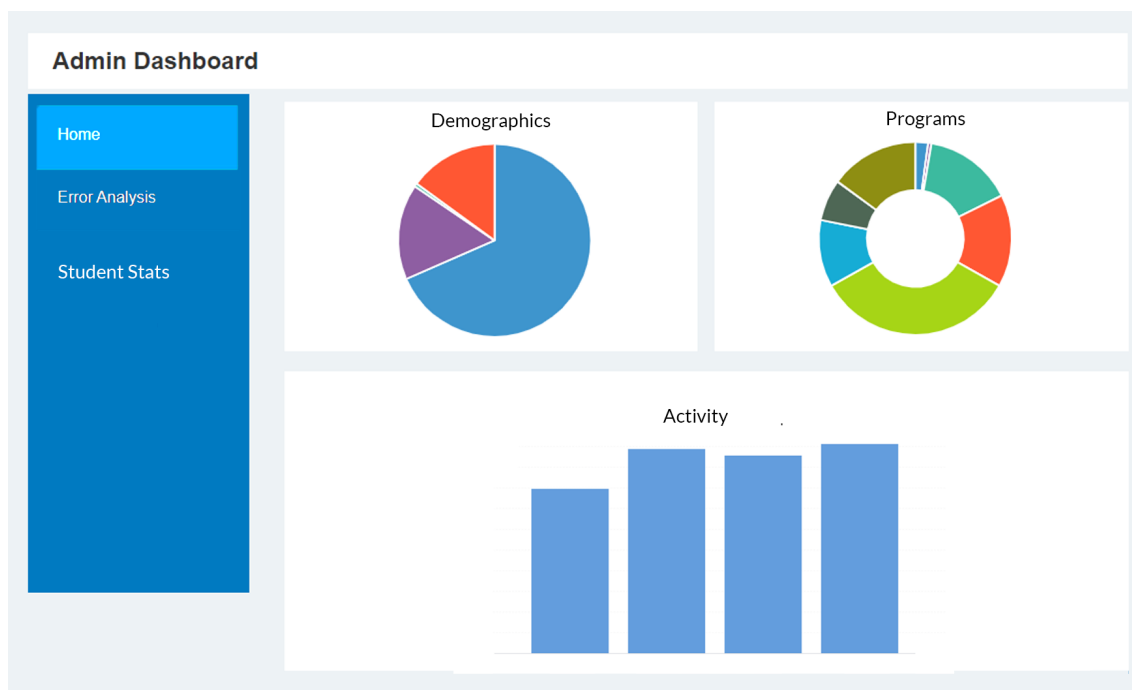 Admin Dashboard
Home
Error Analysis
Student Stats
Demographics
Programs
Activity